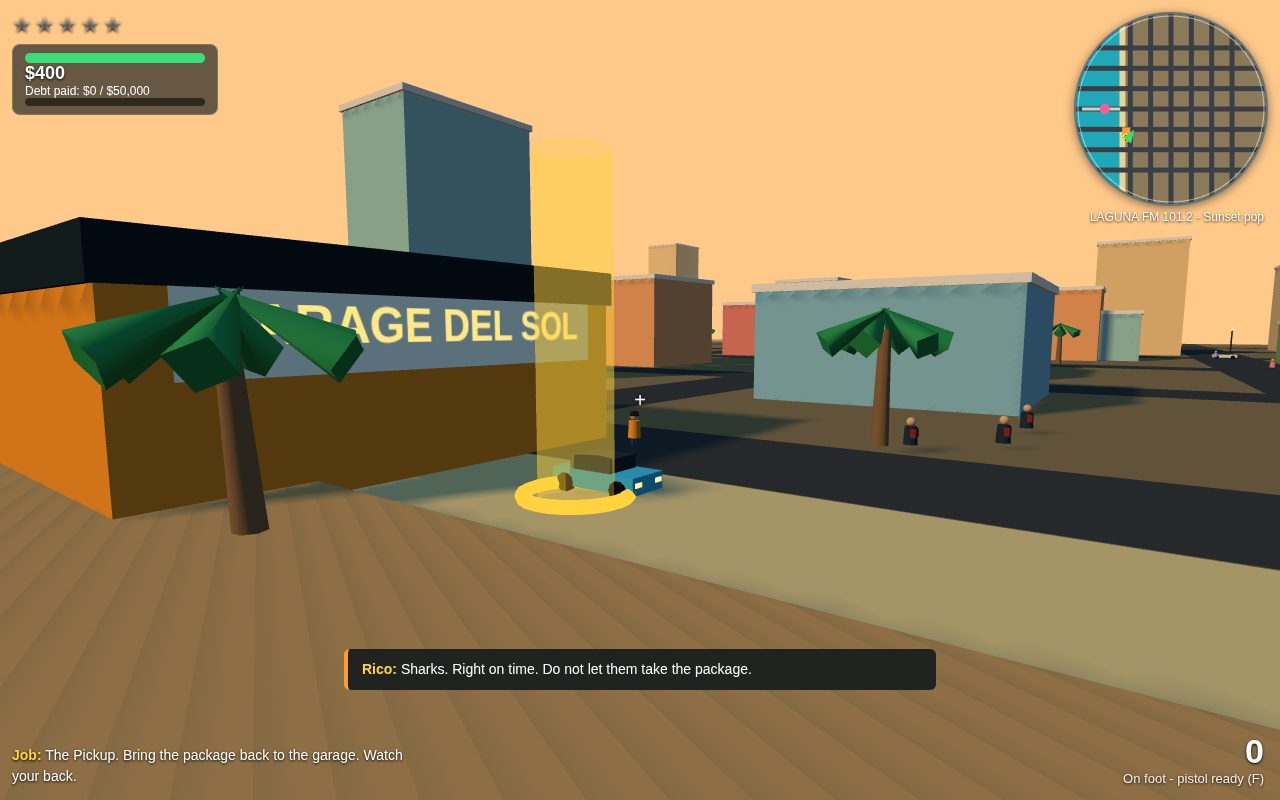 $400
Debt paid: $0 / $50,000
LAGUNA FM 101.2 - Sunset pop
GARAGE DEL SOL
Rico: Sharks. Right on time. Do not let them take the package.
Job: The Pickup. Bring the package back to the garage. Watch
your back.
0
On foot - pistol ready (F)